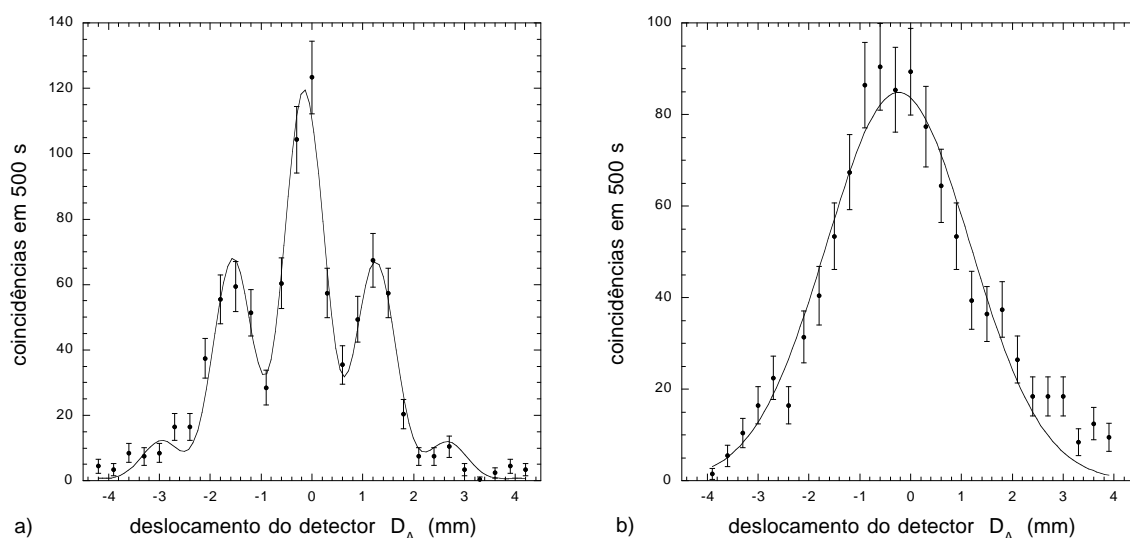 140
120
100
80
60
40
20
0
coincidências em 500 s
-4 -3 -2 -1 0 1 2 3 4
a) deslocamento do detector D_A (mm)
100
80
60
40
20
0
coincidências em 500 s
-4 -3 -2 -1 0 1 2 3 4
b) deslocamento do detector D_A (mm)